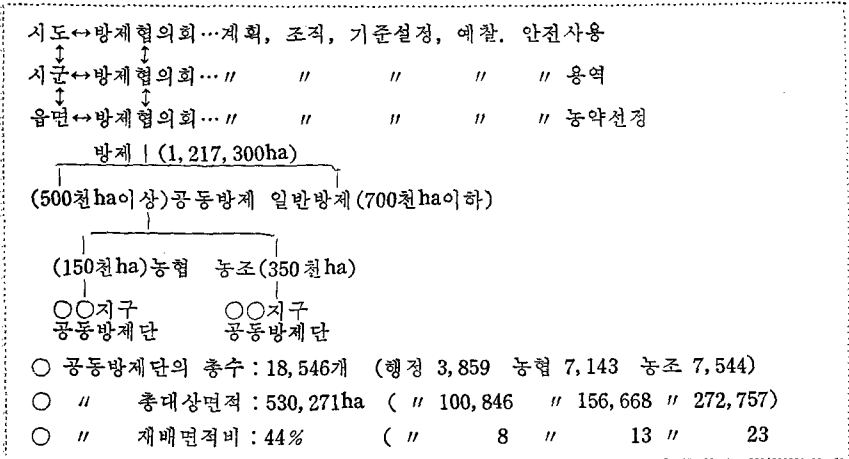 시도↔방제협의회…계획, 조직, 기준설정, 예찰. 안전사용
시군↔방제협의회…〃 〃 〃 〃 〃 용역
읍면↔방제협의회…〃 〃 〃 〃 〃 농약선정
방제 (1,217,300ha)
(500천ha이상)공동방제 일반방제(700천ha이하)
(150천ha)농협 농조(350천ha)
○○지구 ○○지구
공동방제단 공동방제단
○ 공동방제단의 총수 : 18,546개 (행정 3,859 농협 7,143 농조 7,544)
○ 〃 총대상면적 : 530,271ha ( 〃 100,846 〃 156,668 〃 272,757)
○ 〃 재배면적비 : 44% ( 〃 8 〃 13 〃 23